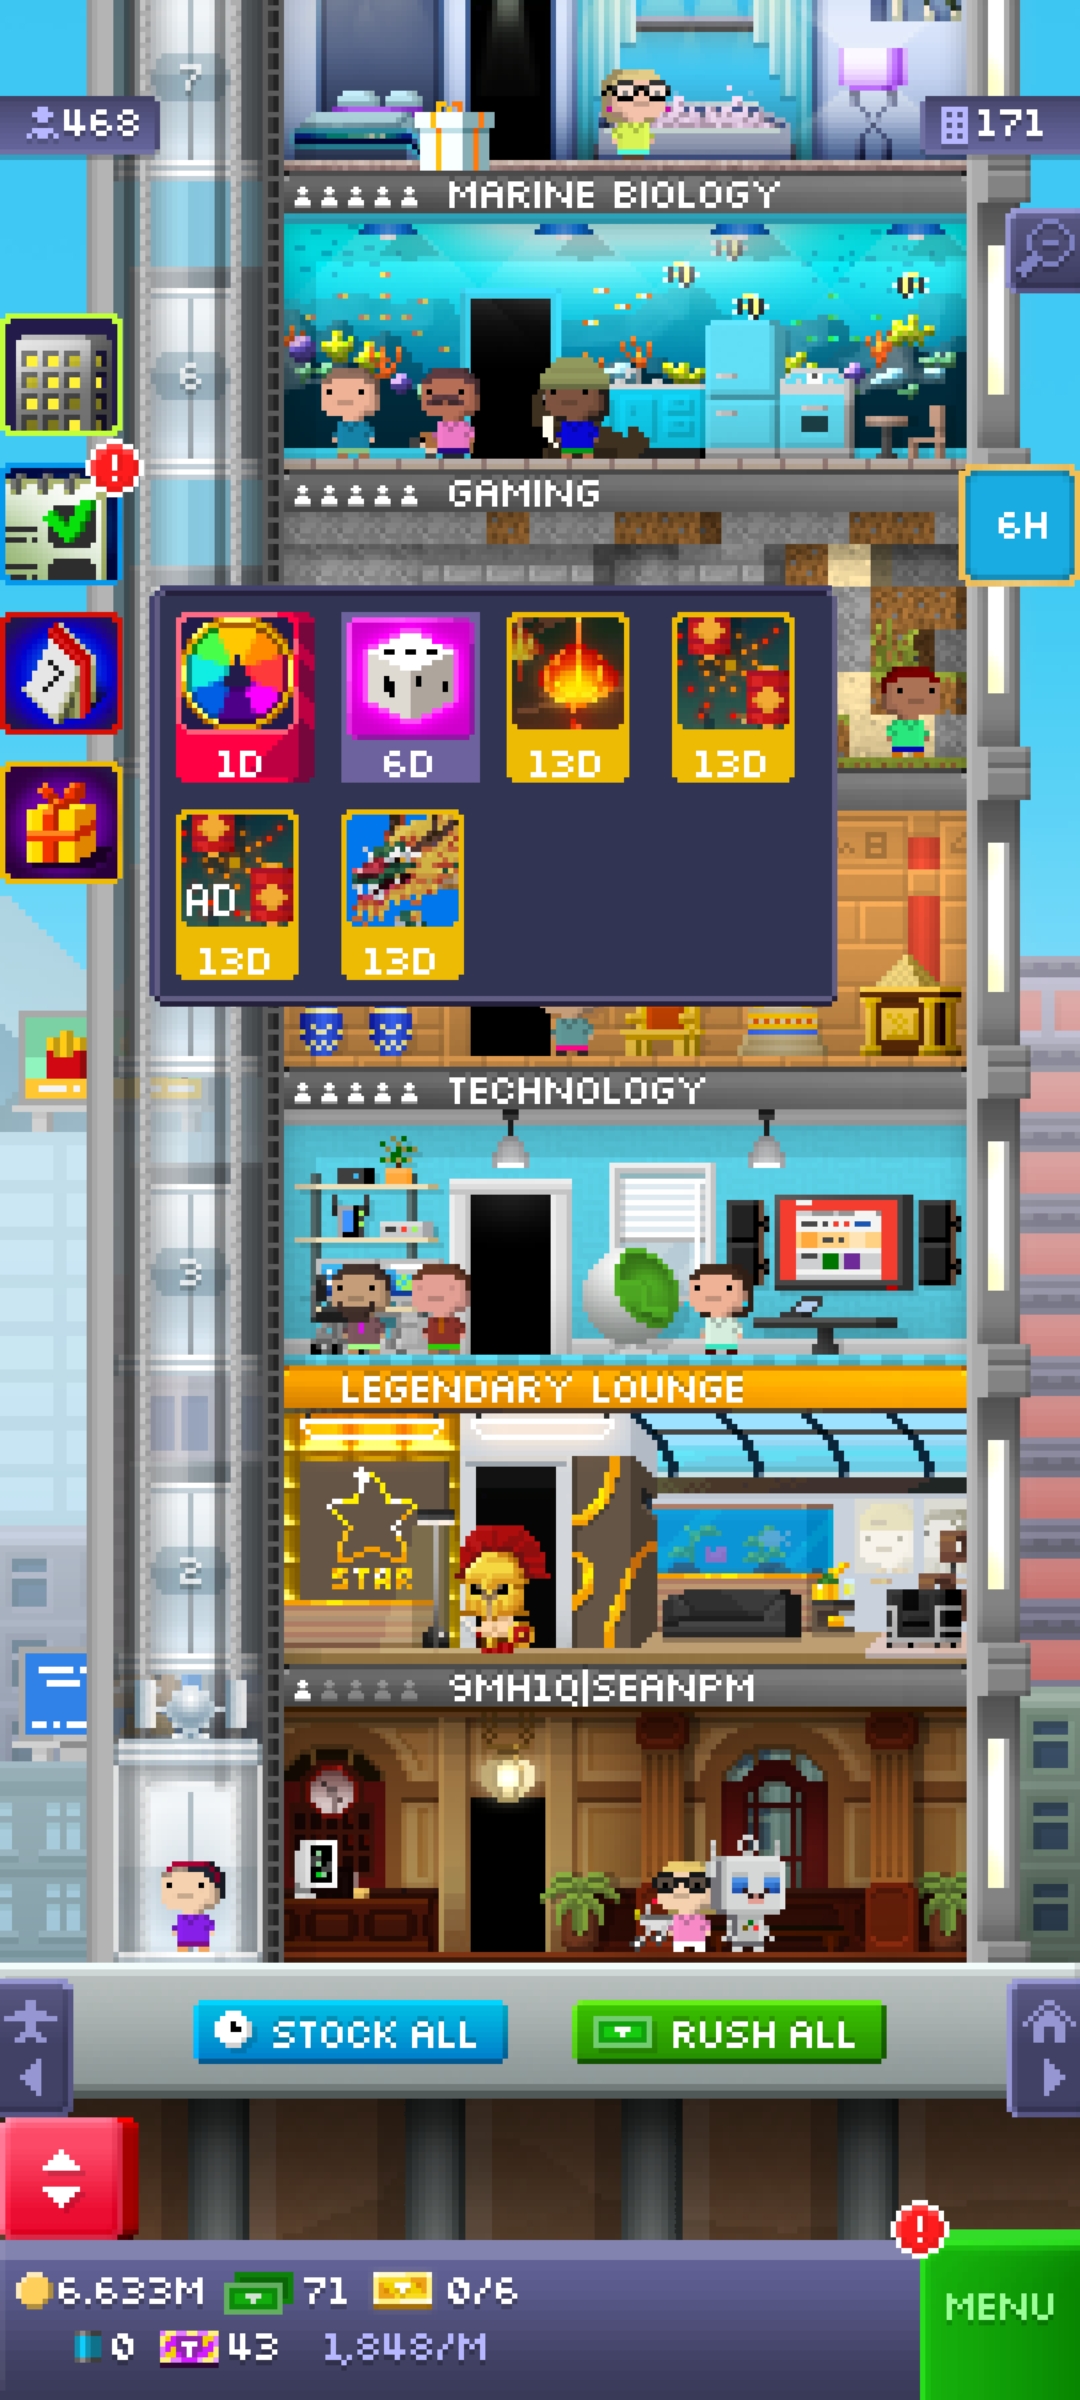 7
468
171
MARINE BIOLOGY
6
GAMING
6H
7
1D
6D
13D
13D
AD
13D
13D
TECHNOLOGY
3
LEGENDARY LOUNGE
STAR
2
9MH1Q|SEANPM
STOCK ALL
RUSH ALL
6.633M
71
0/6
MENU
0
43
1,848/M